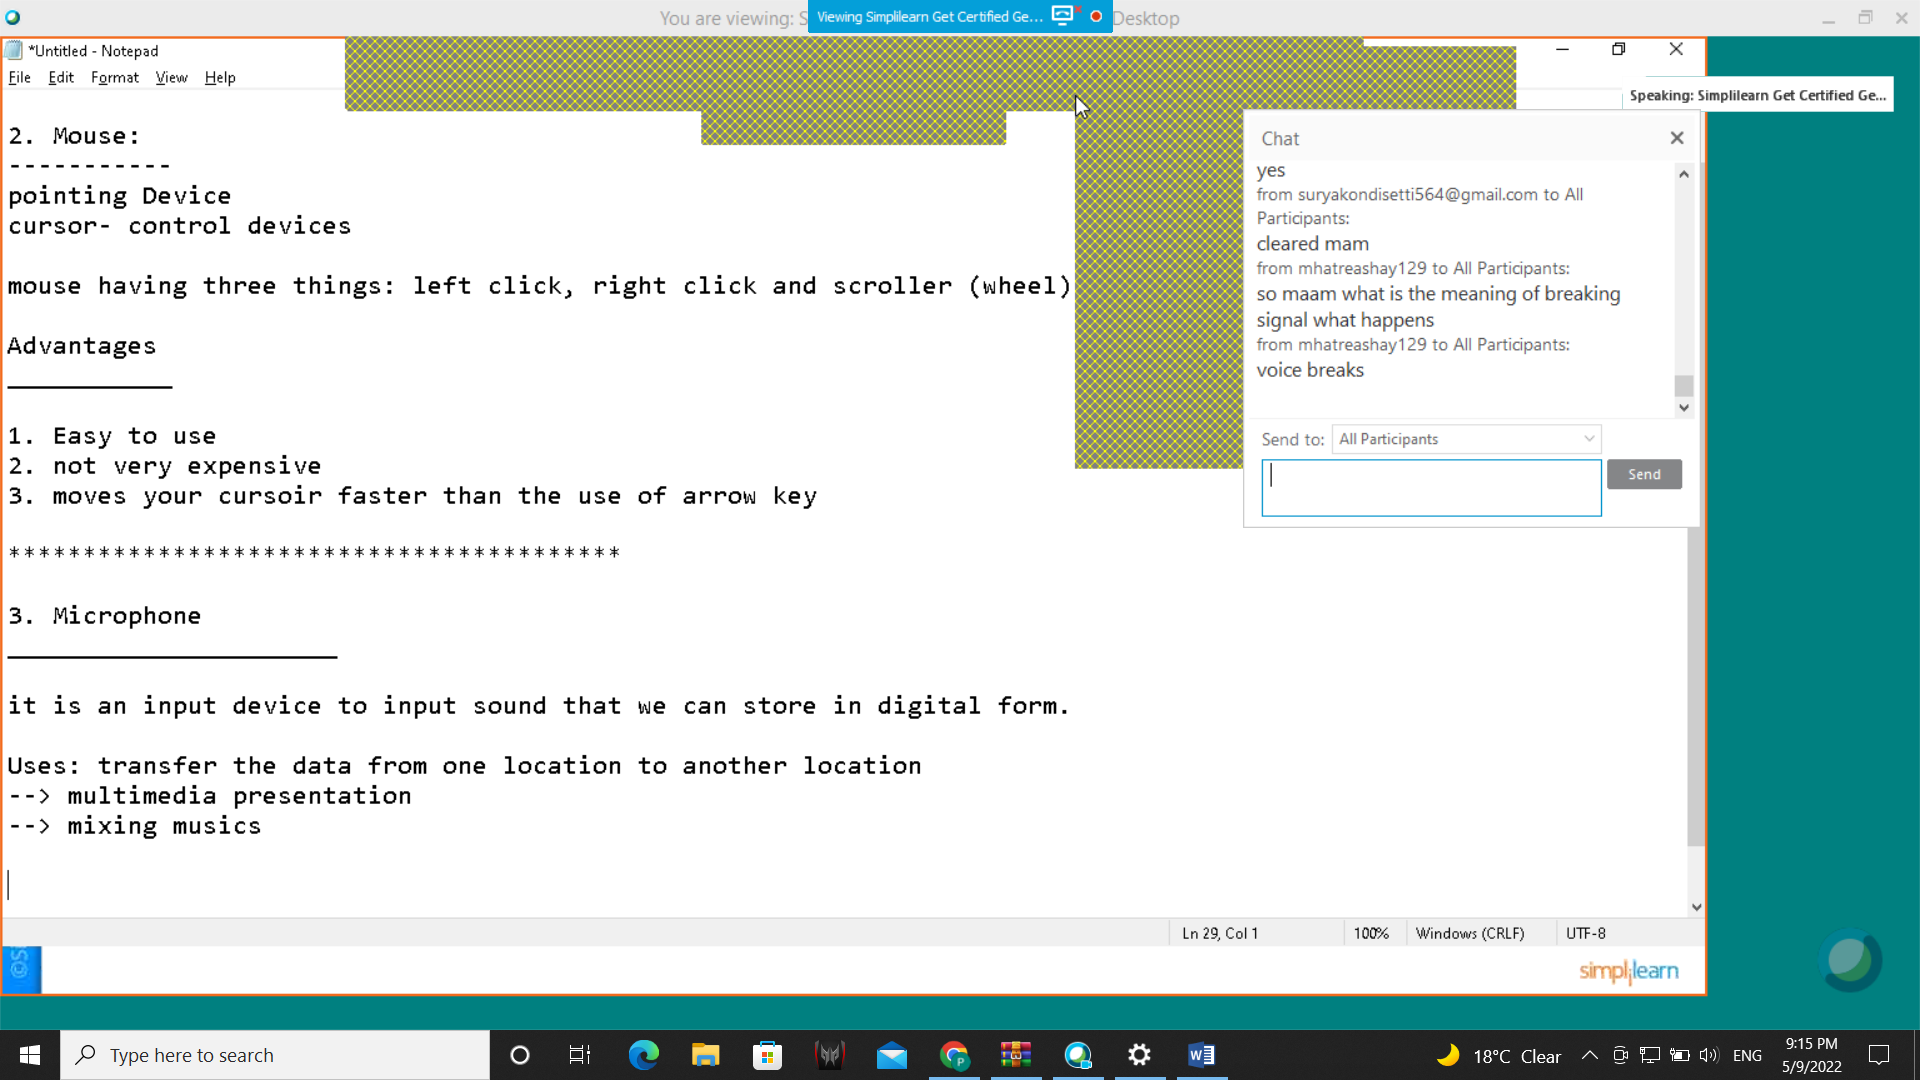 You are viewing: S
Viewing Simplilearn Get Certified Ge...
Desktop
*Untitled - Notepad
File Edit Format View Help
Speaking: Simplilearn Get Certified Ge...
2. Mouse:
-----------
pointing Device
cursor- control devices
mouse having three things: left click, right click and scroller (wheel)
Advantages
___________
1. Easy to use
2. not very expensive
3. moves your cursoir faster than the use of arrow key
*****************************************
3. Microphone
______________________
it is an input device to input sound that we can store in digital form.
Uses: transfer the data from one location to another location
--> multimedia presentation
--> mixing musics
Chat
yes
from suryakondisetti564@gmail.com to All
Participants:
cleared mam
from mhatreashay129 to All Participants:
so maam what is the meaning of breaking
signal what happens
from mhatreashay129 to All Participants:
voice breaks
Send to: All Participants
Send
Ln 29, Col 1 100% Windows (CRLF) UTF-8
simplilearn
Type here to search
18°C Clear
ENG
9:15 PM
5/9/2022